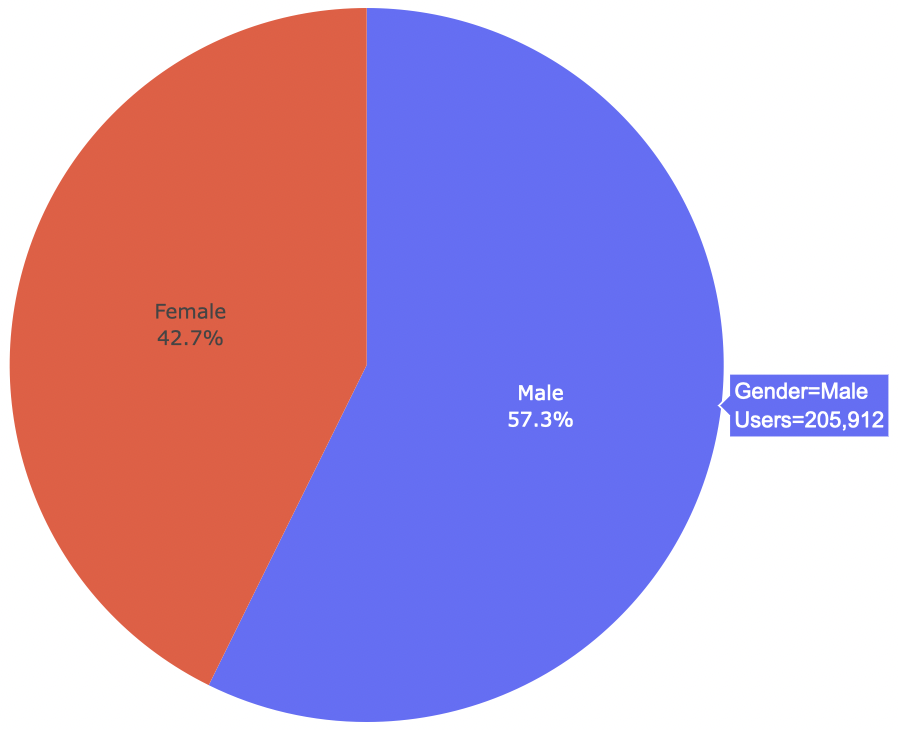 Female
42.7%
Male
57.3%
Gender=Male
Users=205,912